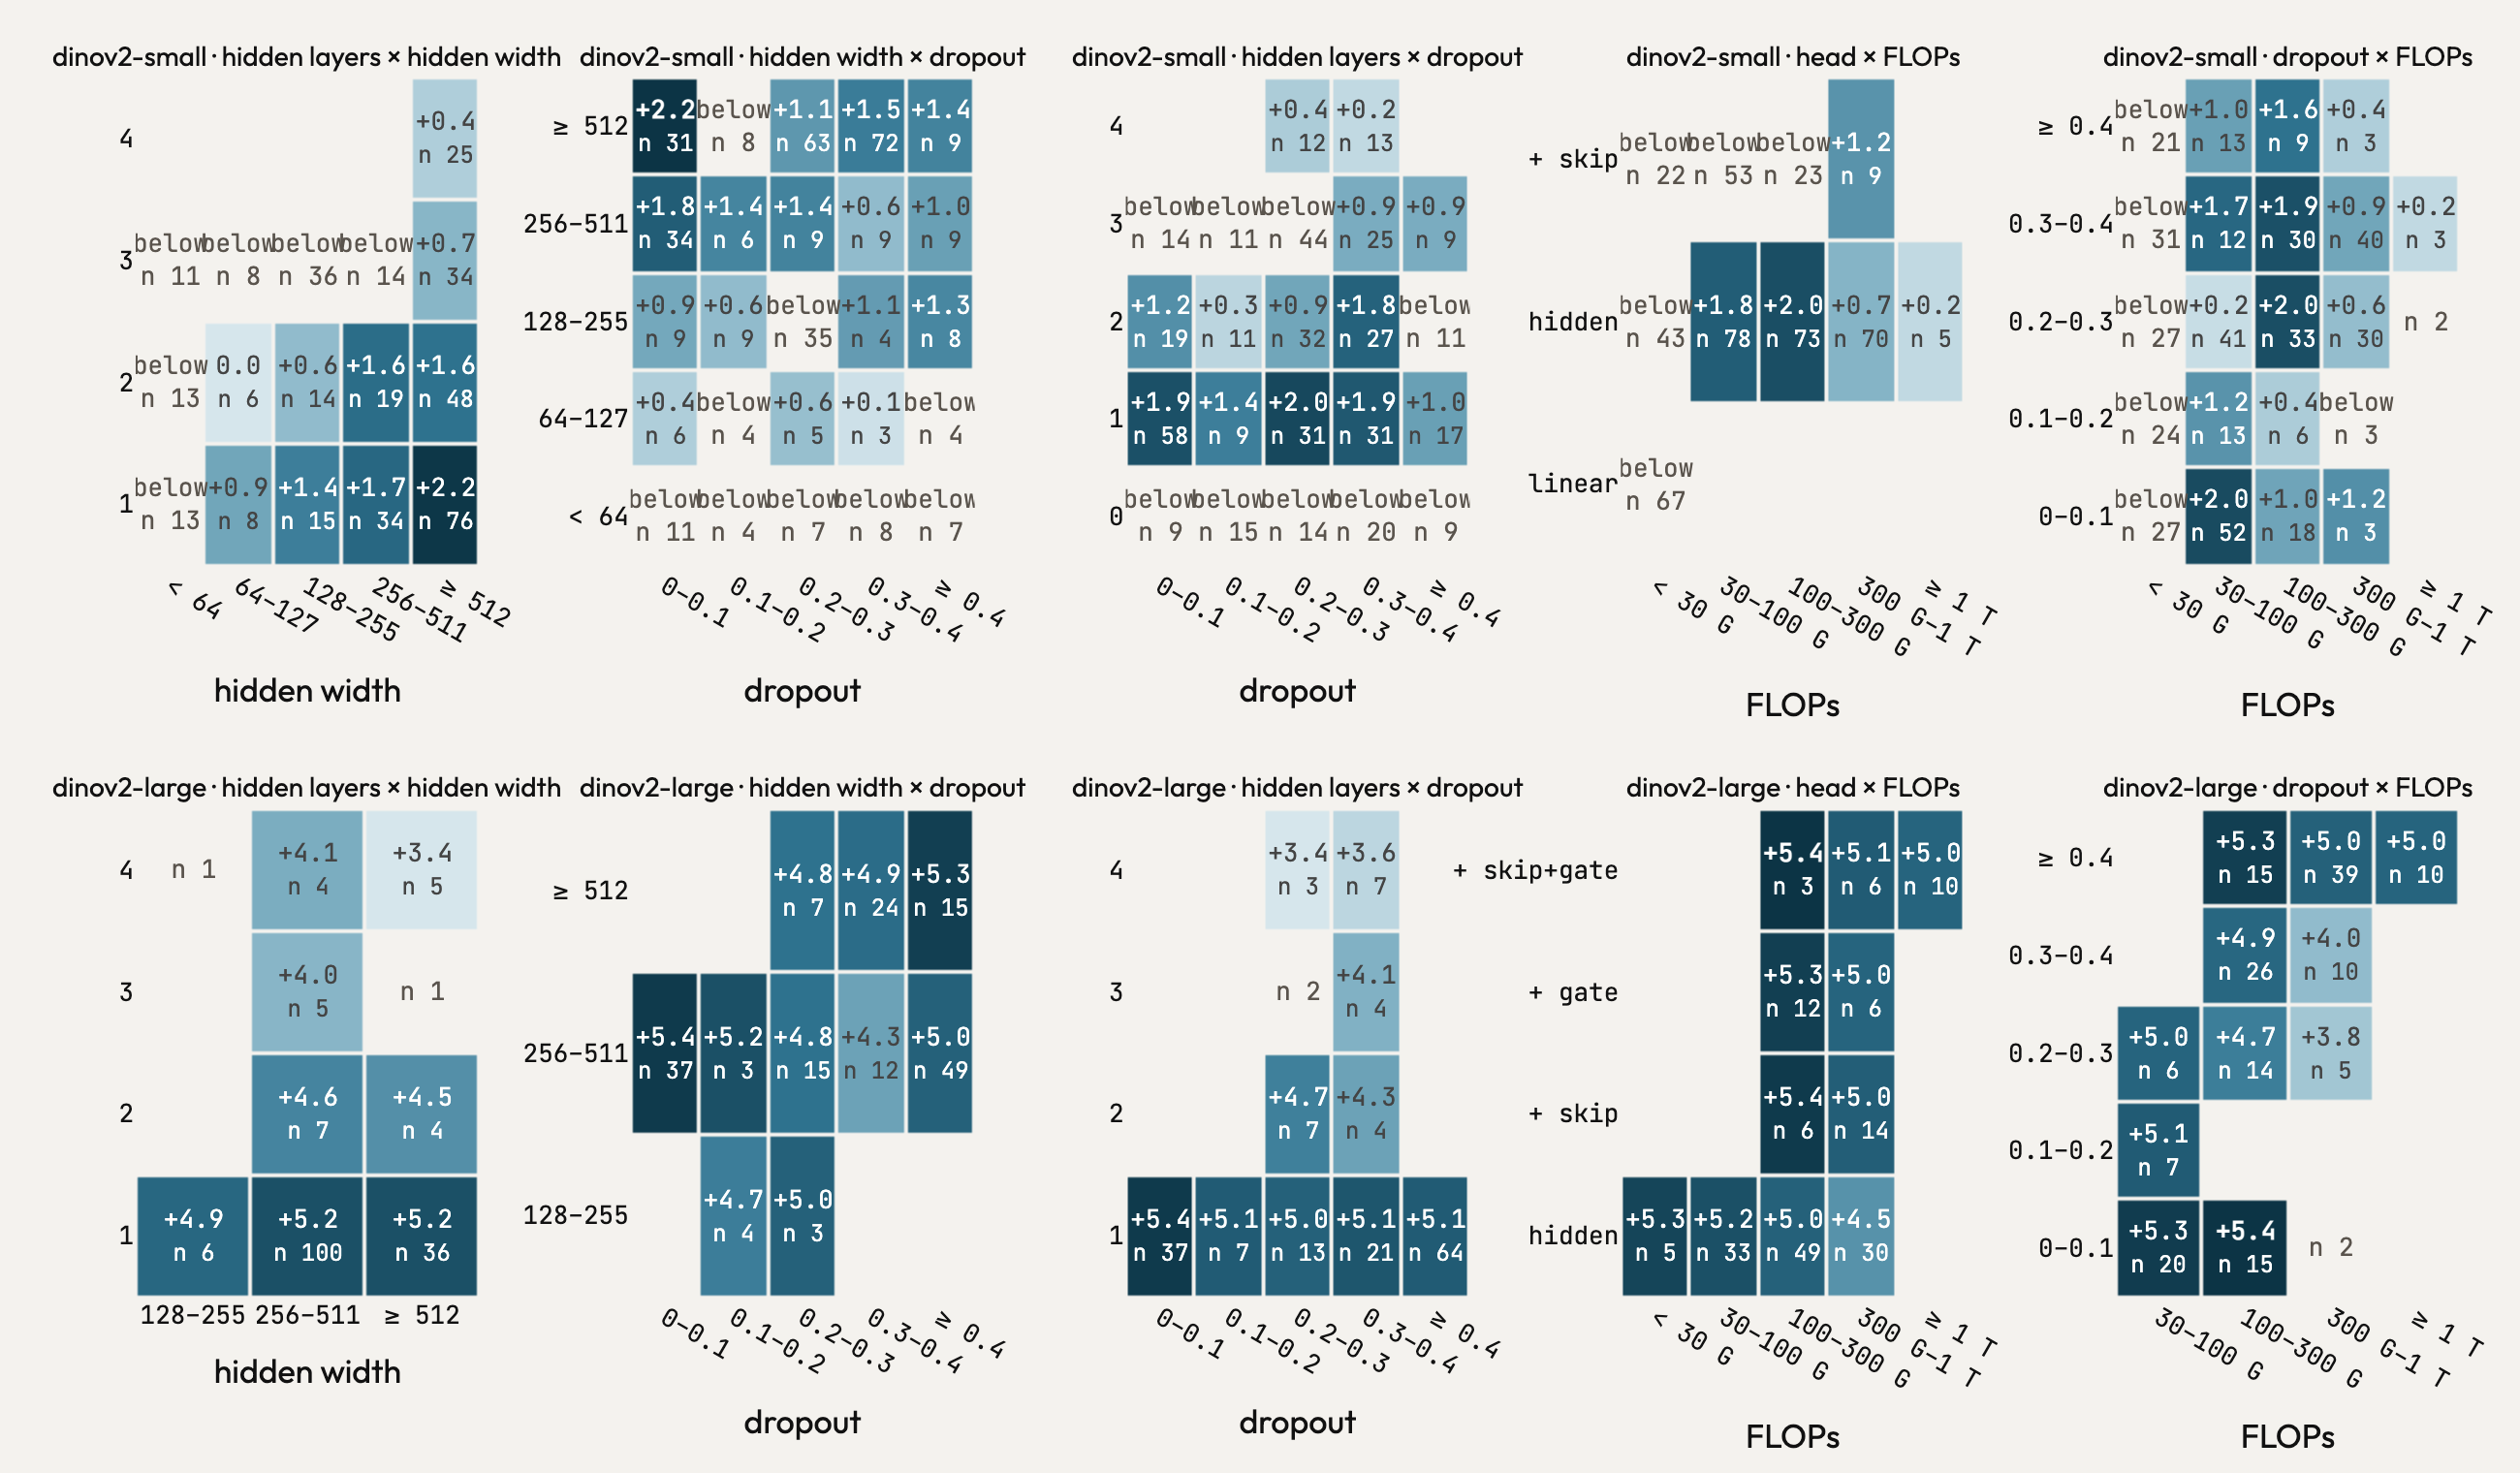 dinov2-small · hidden layers × hidden width
4
+0.4
n 25
3
below below below below +0.7
n 11 n 8 n 36 n 14 n 34
2
below 0.0 +0.6 +1.6 +1.6
n 13 n 6 n 14 n 19 n 48
1
below +0.9 +1.4 +1.7 +2.2
n 13 n 8 n 15 n 34 n 76
< 64 64–127 128–255 256–511 ≥ 512
hidden width
dinov2-small · hidden width × dropout
≥ 512
+2.2 below +1.1 +1.5 +1.4
n 31 n 8 n 63 n 72 n 9
256–511
+1.8 +1.4 +1.4 +0.6 +1.0
n 34 n 6 n 9 n 9 n 9
128–255
+0.9 +0.6 below +1.1 +1.3
n 9 n 9 n 35 n 4 n 8
64–127
+0.4 below +0.6 +0.1 below
n 6 n 4 n 5 n 3 n 4
< 64
below below below below below
n 11 n 4 n 7 n 8 n 7
0–0.1 0.1–0.2 0.2–0.3 0.3–0.4 ≥ 0.4
dropout
dinov2-small · hidden layers × dropout
4
+0.4 +0.2
n 12 n 13
3
below below below +0.9 +0.9
n 14 n 11 n 44 n 25 n 9
2
+1.2 +0.3 +0.9 +1.8 below
n 19 n 11 n 32 n 27 n 11
1
+1.9 +1.4 +2.0 +1.9 +1.0
n 58 n 9 n 31 n 31 n 17
0
below below below below below
n 9 n 15 n 14 n 20 n 9
0–0.1 0.1–0.2 0.2–0.3 0.3–0.4 ≥ 0.4
dropout
dinov2-small · head × FLOPs
+ skip
below below below +1.2
n 22 n 53 n 23 n 9
hidden
below +1.8 +2.0 +0.7 +0.2
n 43 n 78 n 73 n 70 n 5
linear
below
n 67
< 30 G 30–100 G 100–300 G 300 G–1 T ≥ 1 T
FLOPs
dinov2-small · dropout × FLOPs
≥ 0.4
below +1.0 +1.6 +0.4
n 21 n 13 n 9 n 3
0.3–0.4
below +1.7 +1.9 +0.9 +0.2
n 31 n 12 n 30 n 40 n 3
0.2–0.3
below +0.2 +2.0 +0.6
n 27 n 41 n 33 n 30 n 2
0.1–0.2
below +1.2 +0.4 below
n 24 n 13 n 6 n 3
0–0.1
below +2.0 +1.0 +1.2
n 27 n 52 n 18 n 3
< 30 G 30–100 G 100–300 G 300 G–1 T ≥ 1 T
FLOPs
dinov2-large · hidden layers × hidden width
4
+4.1 +3.4
n 1 n 4 n 5
3
+4.0
n 5 n 1
2
+4.6 +4.5
n 7 n 4
1
+4.9 +5.2 +5.2
n 6 n 100 n 36
128–255 256–511 ≥ 512
hidden width
dinov2-large · hidden width × dropout
≥ 512
+4.8 +4.9 +5.3
n 7 n 24 n 15
256–511
+5.4 +5.2 +4.8 +4.3 +5.0
n 37 n 3 n 15 n 12 n 49
128–255
+4.7 +5.0
n 4 n 3
0–0.1 0.1–0.2 0.2–0.3 0.3–0.4 ≥ 0.4
dropout
dinov2-large · hidden layers × dropout
4
+3.4 +3.6
n 3 n 7
3
+4.1
n 2 n 4
2
+4.7 +4.3
n 7 n 4
1
+5.4 +5.1 +5.0 +5.1 +5.1
n 37 n 7 n 13 n 21 n 64
0–0.1 0.1–0.2 0.2–0.3 0.3–0.4 ≥ 0.4
dropout
dinov2-large · head × FLOPs
+ skip+gate
+5.4 +5.1 +5.0
n 3 n 6 n 10
+ gate
+5.3 +5.0
n 12 n 6
+ skip
+5.4 +5.0
n 6 n 14
hidden
+5.3 +5.2 +5.0 +4.5
n 5 n 33 n 49 n 30
< 30 G 30–100 G 100–300 G 300 G–1 T ≥ 1 T
FLOPs
dinov2-large · dropout × FLOPs
≥ 0.4
+5.3 +5.0 +5.0
n 15 n 39 n 10
0.3–0.4
+4.9 +4.0
n 26 n 10
0.2–0.3
+5.0 +4.7 +3.8
n 6 n 14 n 5
0.1–0.2
+5.1
n 7
0–0.1
+5.3 +5.4
n 20 n 15 n 2
30–100 G 100–300 G 300 G–1 T ≥ 1 T
FLOPs